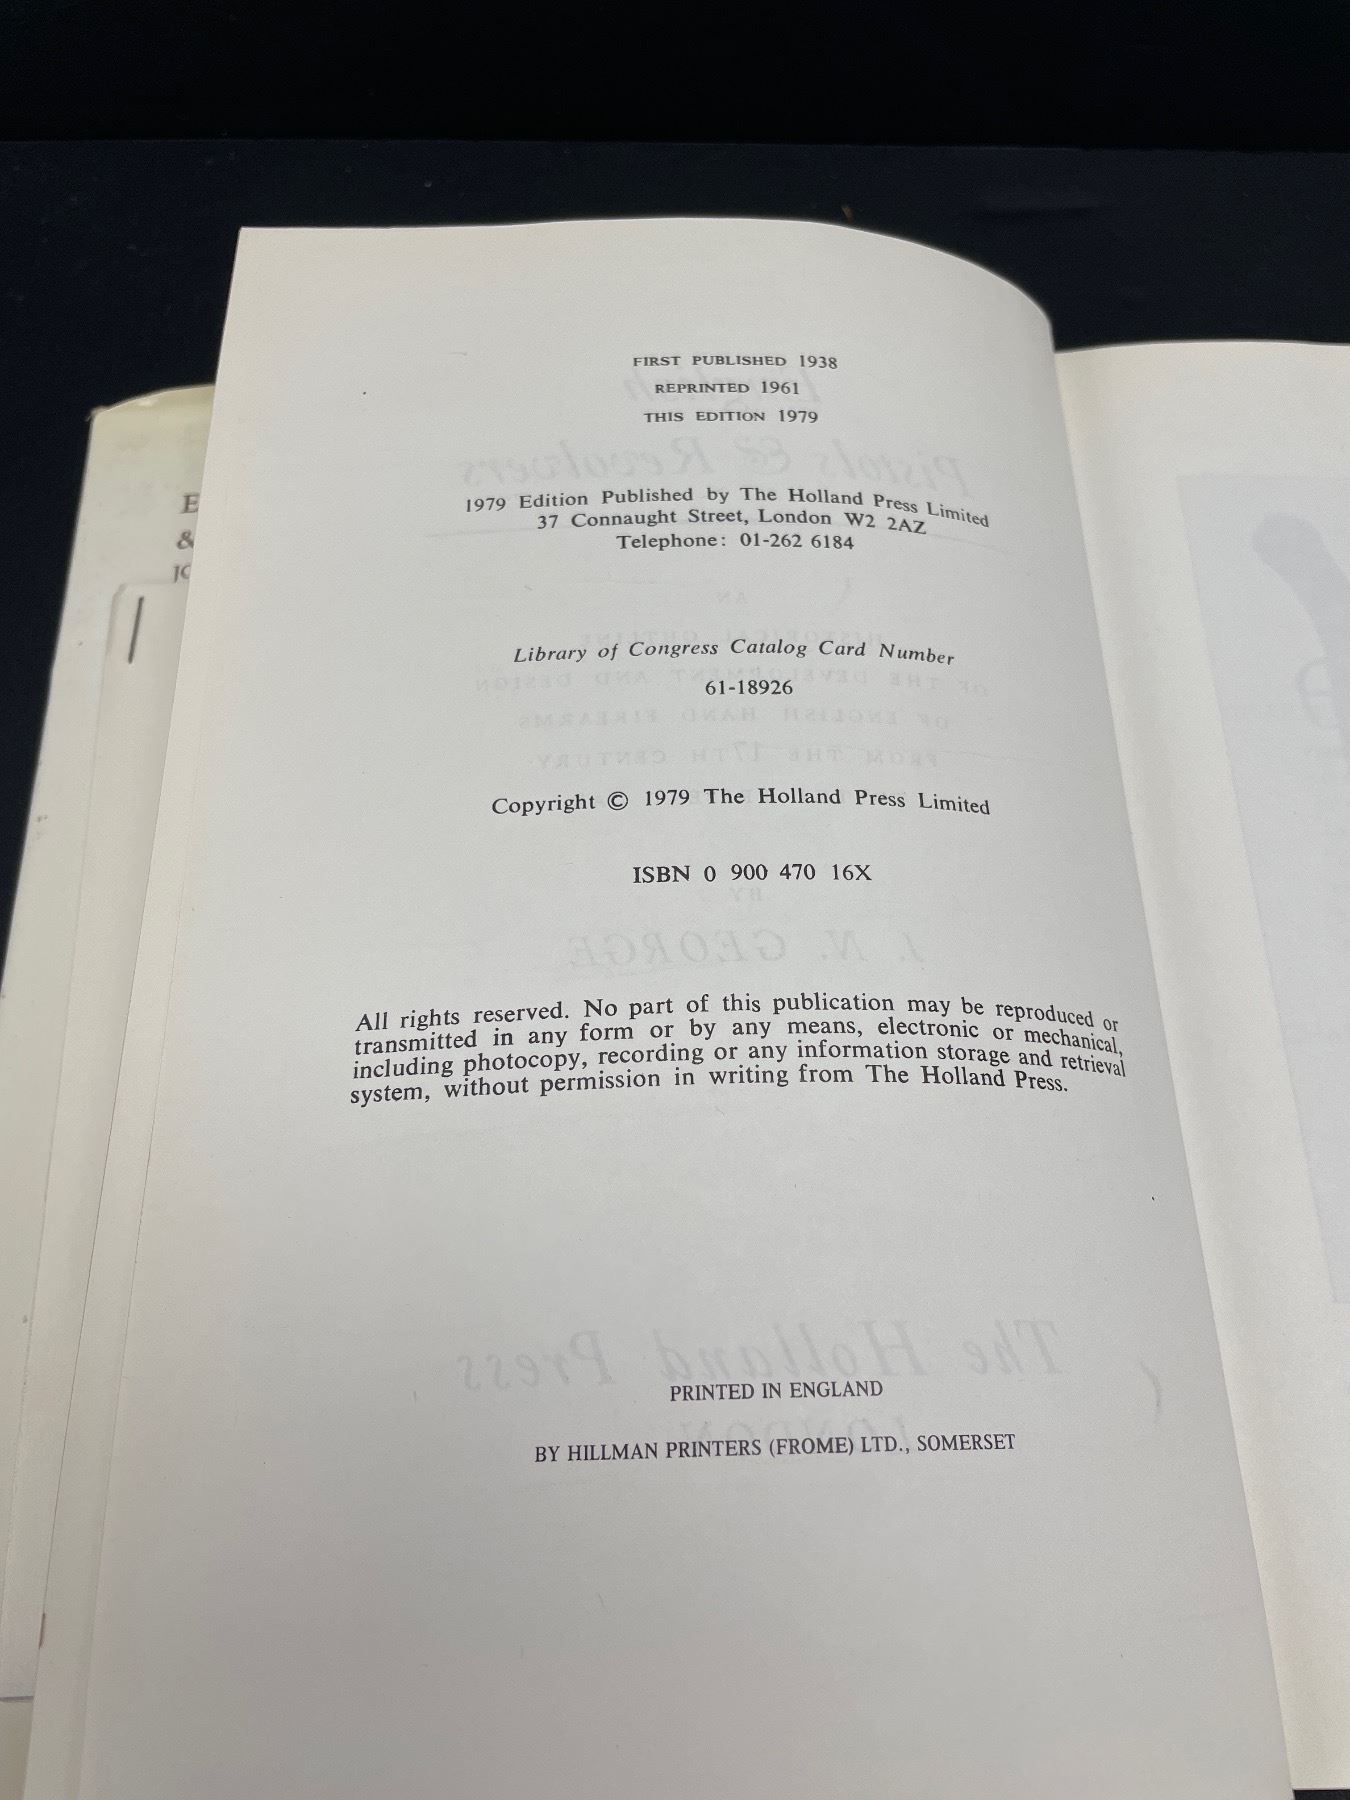 FIRST PUBLISHED 1938
REPRINTED 1961
THIS EDITION 1979
1979 Edition Published by The Holland Press Limited
37 Connaught Street, London W2 2AZ
Telephone: 01-262 6184
Library of Congress Catalog Card Number
61-18926
Copyright © 1979 The Holland Press Limited
ISBN 0 900 470 16X
All rights reserved. No part of this publication may be reproduced or
transmitted in any form or by any means, electronic or mechanical,
including photocopy, recording or any information storage and retrieval
system, without permission in writing from The Holland Press.
PRINTED IN ENGLAND
BY HILLMAN PRINTERS (FROME) LTD., SOMERSET
E
&